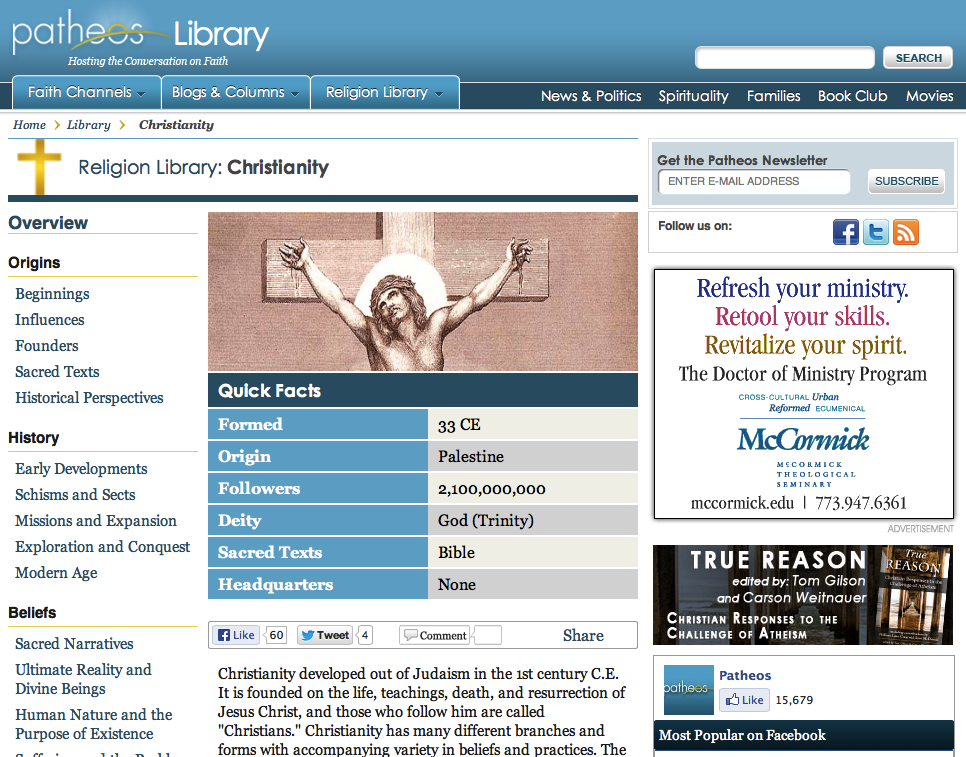 patheos Library
Hosting the Conversation on Faith
SEARCH
Faith Channels
Blogs & Columns
Religion Library
News & Politics
Spirituality
Families
Book Club
Movies
Home
Library
Christianity
Religion Library: Christianity
Get the Patheos Newsletter
ENTER E-MAIL ADDRESS
SUBSCRIBE
Follow us on:
Overview
Origins
Beginnings
Influences
Founders
Sacred Texts
Historical Perspectives
History
Early Developments
Schisms and Sects
Missions and Expansion
Exploration and Conquest
Modern Age
Beliefs
Sacred Narratives
Ultimate Reality and
Divine Beings
Human Nature and the
Purpose of Existence
Quick Facts
Formed 33 CE
Origin Palestine
Followers 2,100,000,000
Deity God (Trinity)
Sacred Texts Bible
Headquarters None
Like 60
Tweet 4
Comment
Share
Christianity developed out of Judaism in the 1st century C.E.
It is founded on the life, teachings, death, and resurrection of
Jesus Christ, and those who follow him are called
"Christians." Christianity has many different branches and
forms with accompanying variety in beliefs and practices. The
Refresh your ministry.
Retool your skills.
Revitalize your spirit.
The Doctor of Ministry Program
CROSS-CULTURAL Urban
Reformed ECUMENICAL
McCormick
MCCORMICK
THEOLOGICAL
SEMINARY
mccormick.edu | 773.947.6361
ADVERTISEMENT
TRUE REASON
edited by: Tom Gilson
and Carson Weitnauer
CHRISTIAN RESPONSES TO THE
CHALLENGE OF ATHEISM
True
REASON
patheos
Patheos
Like 15,679
Most Popular on Facebook